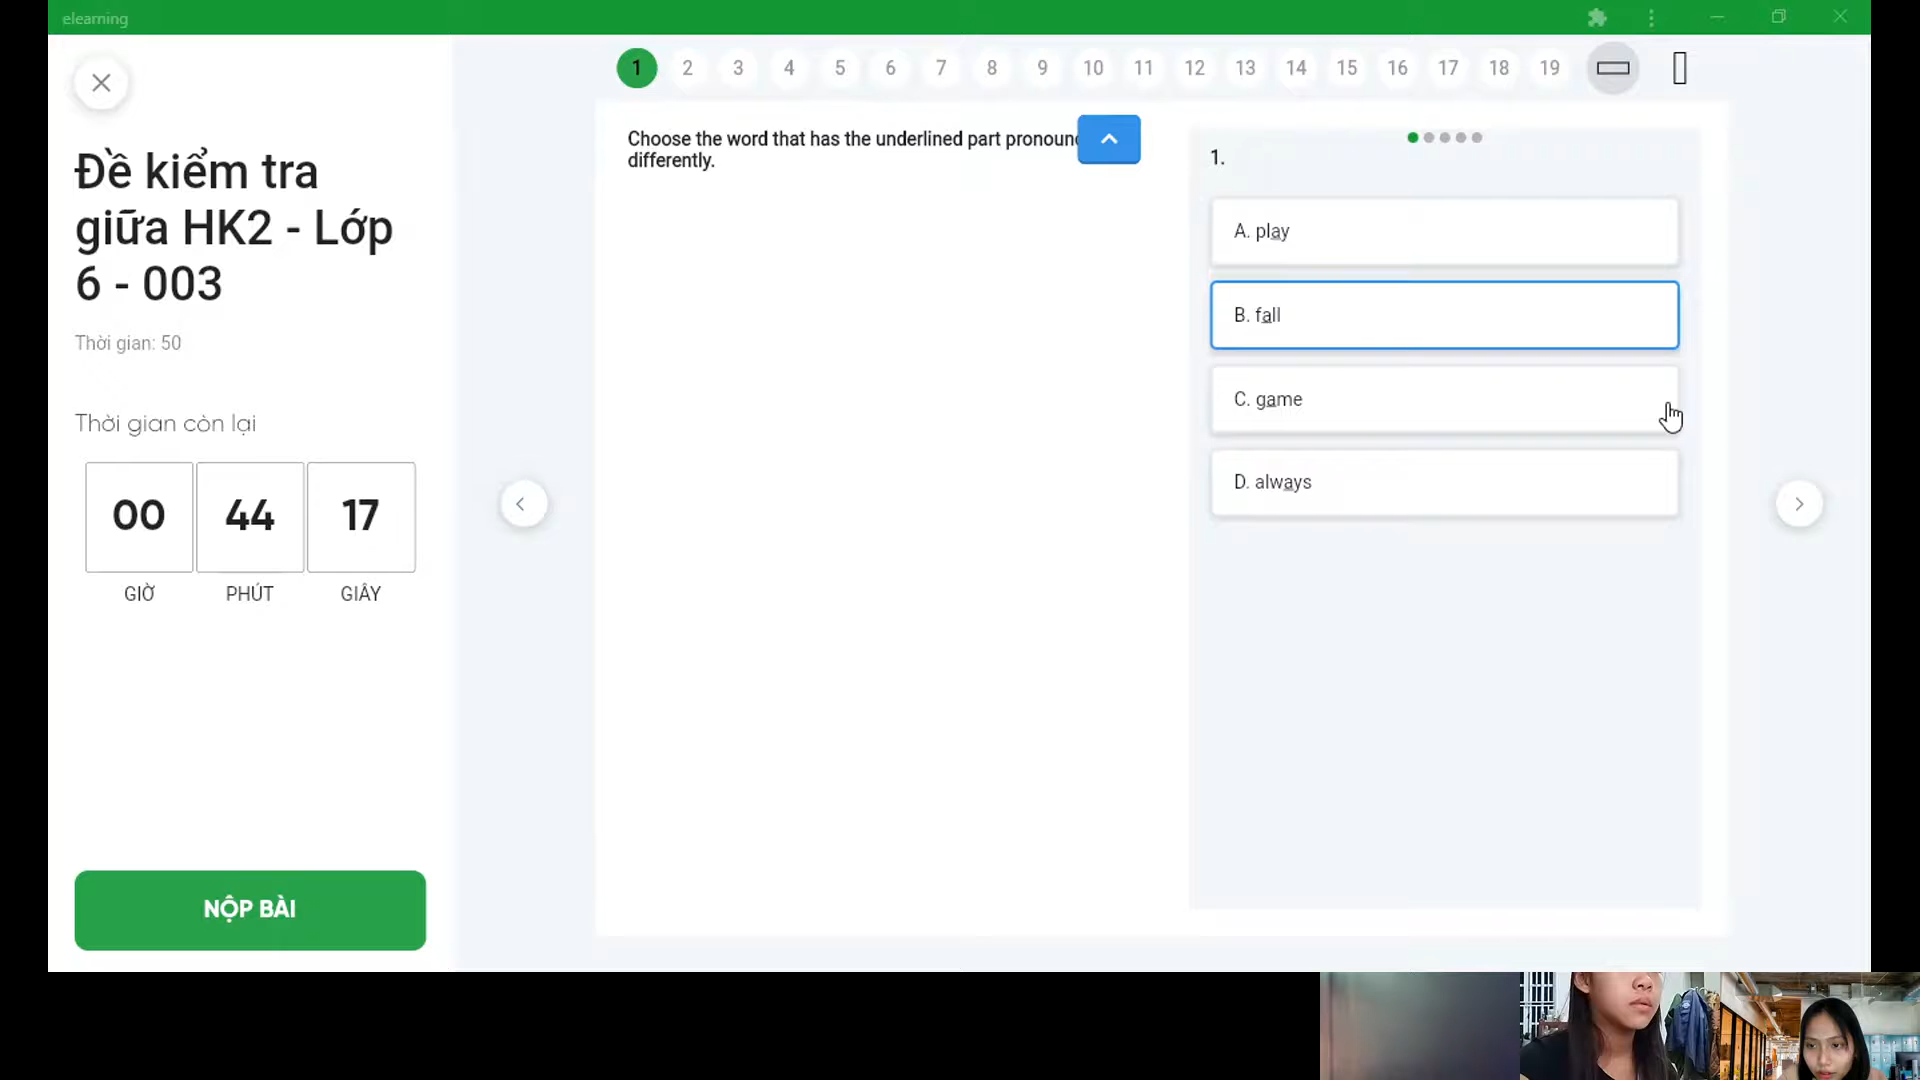 elearning
1 2 3 4 5 6 7 8 9 10 11 12 13 14 15 16 17 18 19
Đề kiểm tra
giữa HK2 - Lớp
6 - 003
Thời gian: 50
Thời gian còn lại
00 44 17
GIỜ PHÚT GIÂY
NỘP BÀI
Choose the word that has the underlined part pronoun
differently.
1.
A. play
B. fall
C. game
D. always